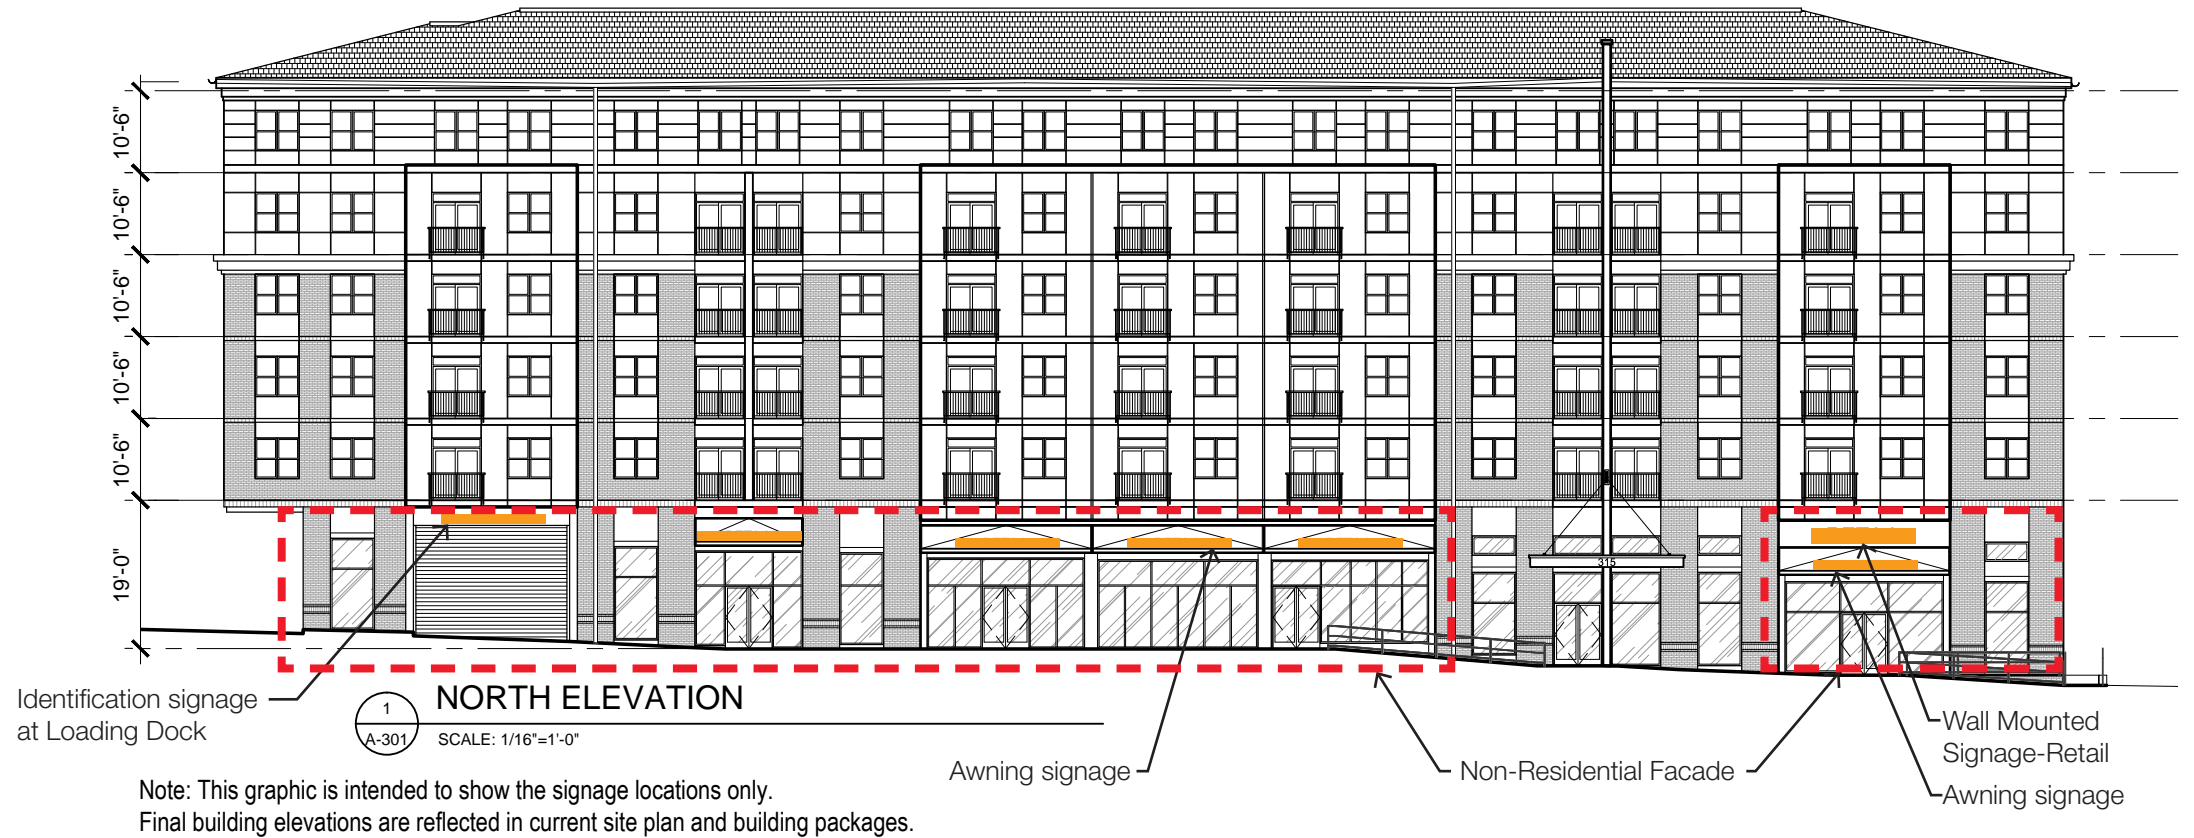 10'-6"
10'-6"
10'-6"
10'-6"
10'-6"
19'-0"
315
Identification signage
at Loading Dock
1
A-301
NORTH ELEVATION
SCALE: 1/16"=1'-0"
Awning signage
Non-Residential Facade
Wall Mounted
Signage-Retail
Awning signage
Note: This graphic is intended to show the signage locations only.
Final building elevations are reflected in current site plan and building packages.